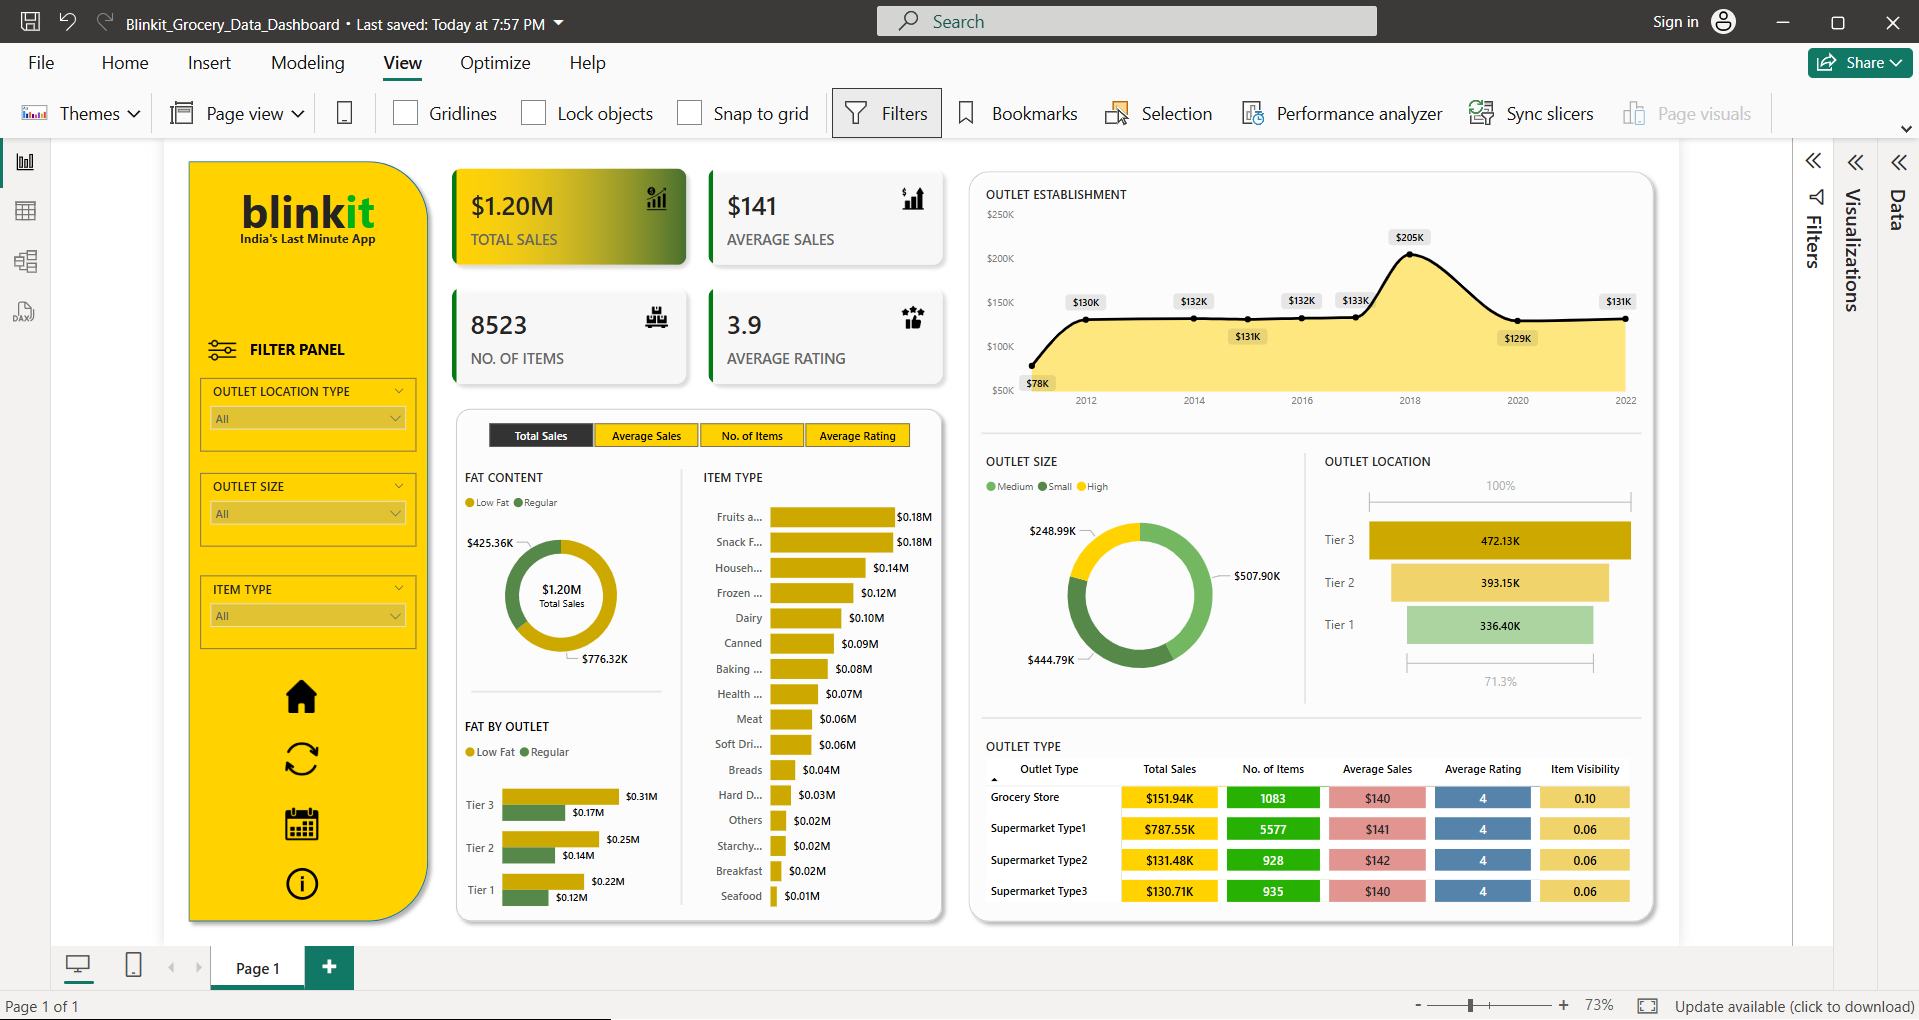 Blinkit_Grocery_Data_Dashboard • Last saved: Today at 7:57 PM
Search
Sign in
File Home Insert Modeling View Optimize Help
Share
Themes Page view Gridlines Lock objects Snap to grid Filters Bookmarks Selection Performance analyzer Sync slicers Page visuals
DAX
blinkit
India's Last Minute App
FILTER PANEL
OUTLET LOCATION TYPE
All
OUTLET SIZE
All
ITEM TYPE
All
$1.20M
TOTAL SALES
$141
AVERAGE SALES
8523
NO. OF ITEMS
3.9
AVERAGE RATING
Total Sales Average Sales No. of Items Average Rating
FAT CONTENT
Low Fat Regular
$425.36K
$1.20M
Total Sales
$776.32K
FAT BY OUTLET
Low Fat Regular
Tier 3 $0.31M
$0.17M
Tier 2 $0.25M
$0.14M
Tier 1 $0.22M
$0.12M
ITEM TYPE
Fruits a... $0.18M
Snack F... $0.18M
Househ... $0.14M
Frozen ... $0.12M
Dairy $0.10M
Canned $0.09M
Baking ... $0.08M
Health ... $0.07M
Meat $0.06M
Soft Dri... $0.06M
Breads $0.04M
Hard D... $0.03M
Others $0.02M
Starchy... $0.02M
Breakfast $0.02M
Seafood $0.01M
OUTLET ESTABLISHMENT
$250K
$200K
$150K
$100K
$50K
$78K $130K $132K $131K $132K $133K $205K $129K $131K
2012 2014 2016 2018 2020 2022
OUTLET SIZE
Medium Small High
$248.99K
$507.90K
$444.79K
OUTLET LOCATION
100%
Tier 3 472.13K
Tier 2 393.15K
Tier 1 336.40K
71.3%
OUTLET TYPE
Outlet Type Total Sales No. of Items Average Sales Average Rating Item Visibility
Grocery Store $151.94K 1083 $140 4 0.10
Supermarket Type1 $787.55K 5577 $141 4 0.06
Supermarket Type2 $131.48K 928 $142 4 0.06
Supermarket Type3 $130.71K 935 $140 4 0.06
Filters
Visualizations
Data
Page 1
Page 1 of 1
- + 73% Update available (click to download)